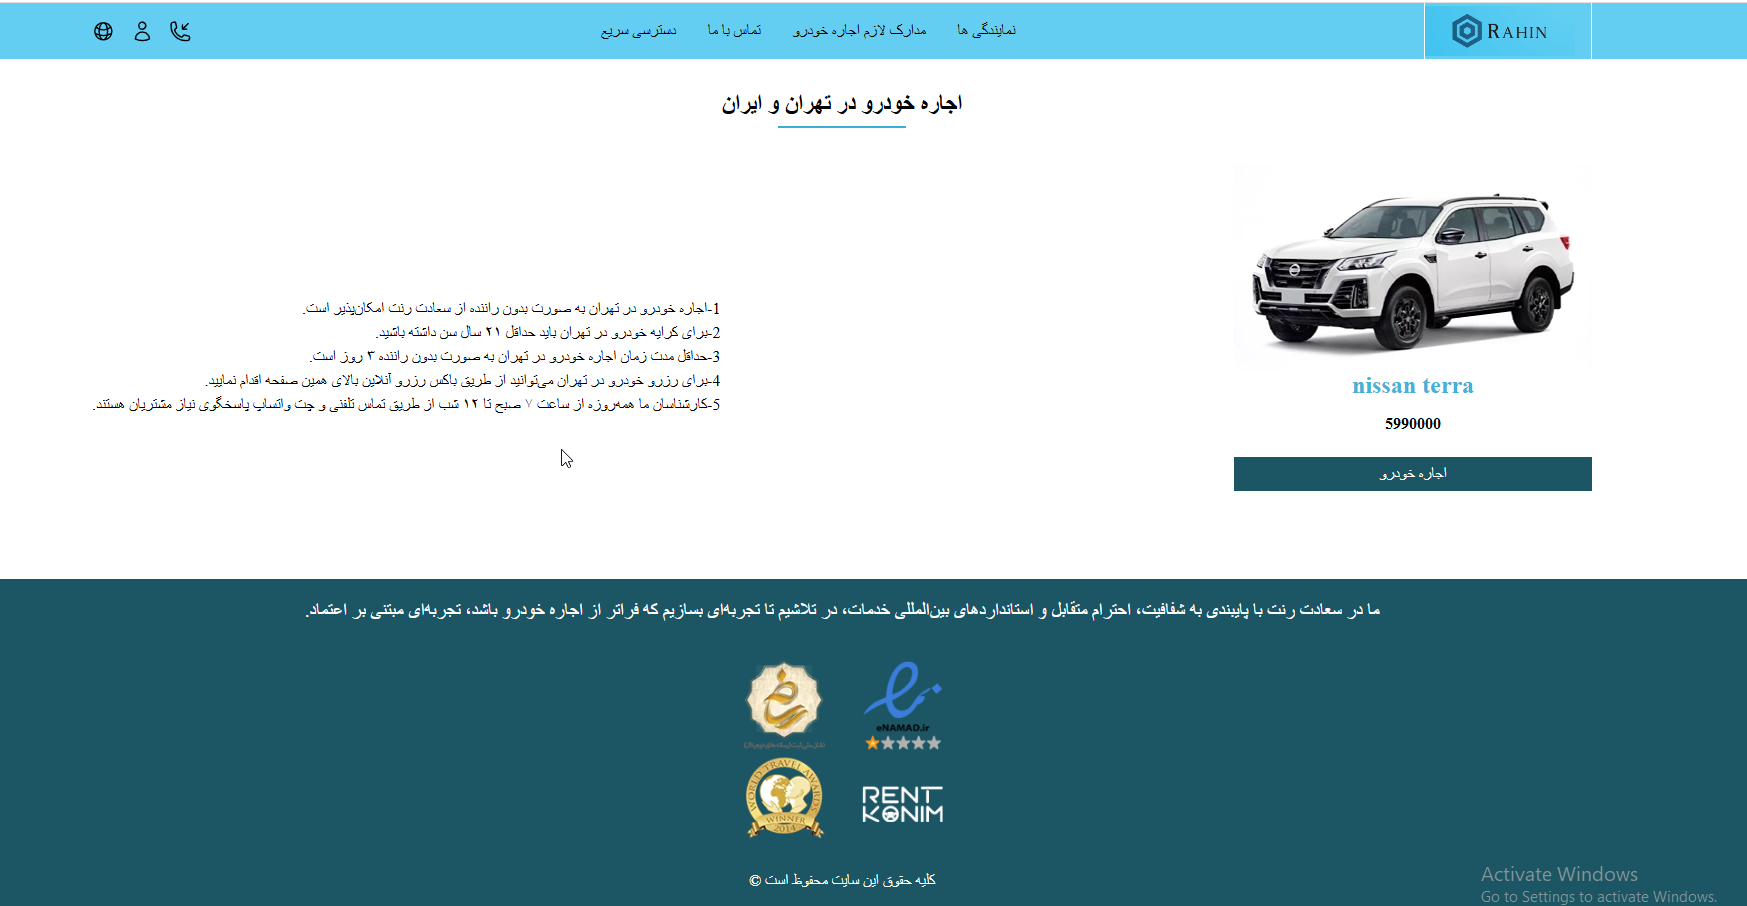 RAHIN
نمایندگی ها
مدارک لازم اجاره خودرو
تماس با ما
دسترسی سریع
اجاره خودرو در تهران و ایران
nissan terra
5990000
اجاره خودرو
1-اجاره خودرو در تهران به صورت بدون راننده از سعادت رنت امکان‌پذیر است.
2-برای کرایه خودرو در تهران باید حداقل ۲۱ سال سن داشته باشید.
3-حداقل مدت زمان اجاره خودرو در تهران به صورت بدون راننده ۳ روز است.
4-برای رزرو خودرو در تهران می‌توانید از طریق باکس رزرو آنلاین بالای همین صفحه اقدام نمایید.
5-کارشناسان ما همه‌روزه از ساعت ۷ صبح تا ۱۲ شب از طریق تماس تلفنی و چت واتساپ پاسخگوی نیاز مشتریان هستند.
ما در سعادت رنت با پایبندی به شفافیت، احترام متقابل و استانداردهای بین‌المللی خدمات، در تلاشیم تا تجربه‌ای بسازیم که فراتر از اجاره خودرو باشد، تجربه‌ای مبتنی بر اعتماد.
eNAMAD.ir
WORLD TRAVEL AWARDS
WINNER
2014
RENT
KONIM
کلیه حقوق این سایت محفوظ است ©
Activate Windows
Go to Settings to activate Windows.